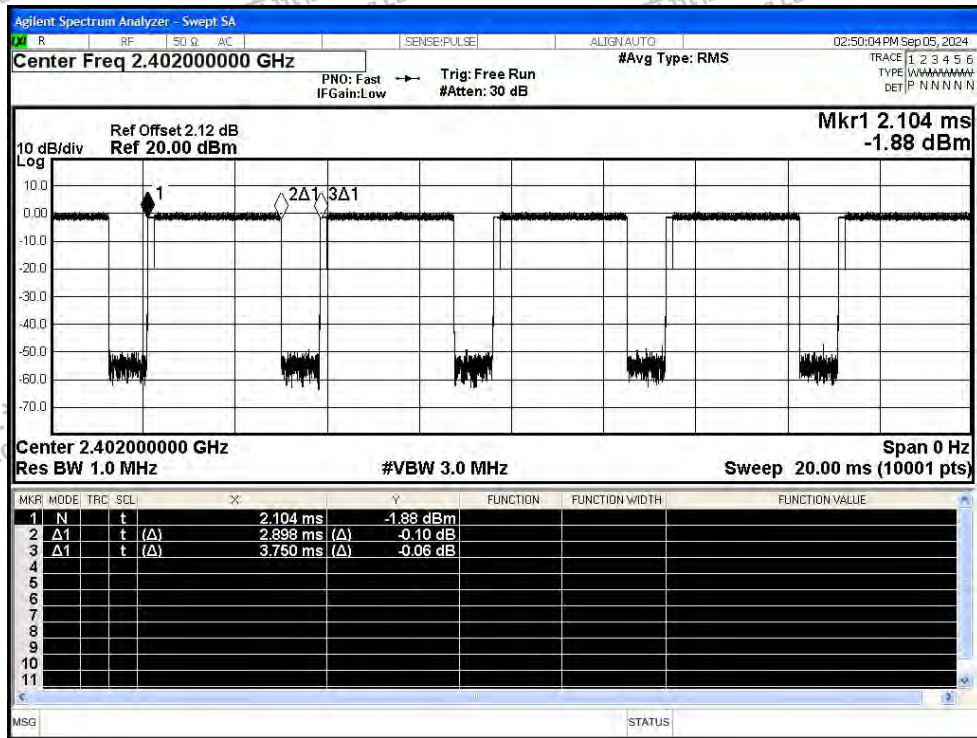 Agilent Spectrum Analyzer - Swept SA
LXI R RF 50 Ω AC SENSE:PULSE ALIGN AUTO 02:50:04 PM Sep 05, 2024
Center Freq 2.402000000 GHz #Avg Type: RMS TRACE 1 2 3 4 5 6
PNO: Fast Trig: Free Run TYPE WWWWWW
IFGain:Low #Atten: 30 dB DET P N N N N N
Mkr1 2.104 ms
-1.88 dBm
Ref Offset 2.12 dB
10 dB/div Ref 20.00 dBm
Log
10.0
1 2Δ1 3Δ1
0.00
-10.0
-20.0
-30.0
-40.0
-50.0
-60.0
-70.0
Center 2.402000000 GHz Span 0 Hz
Res BW 1.0 MHz #VBW 3.0 MHz Sweep 20.00 ms (10001 pts)
MKR MODE TRC SCL X Y FUNCTION FUNCTION WIDTH FUNCTION VALUE
1 N t 2.104 ms -1.88 dBm
2 Δ1 t (Δ) 2.898 ms (Δ) -0.10 dB
3 Δ1 t (Δ) 3.750 ms (Δ) -0.06 dB
4
5
6
7
8
9
10
11
MSG STATUS